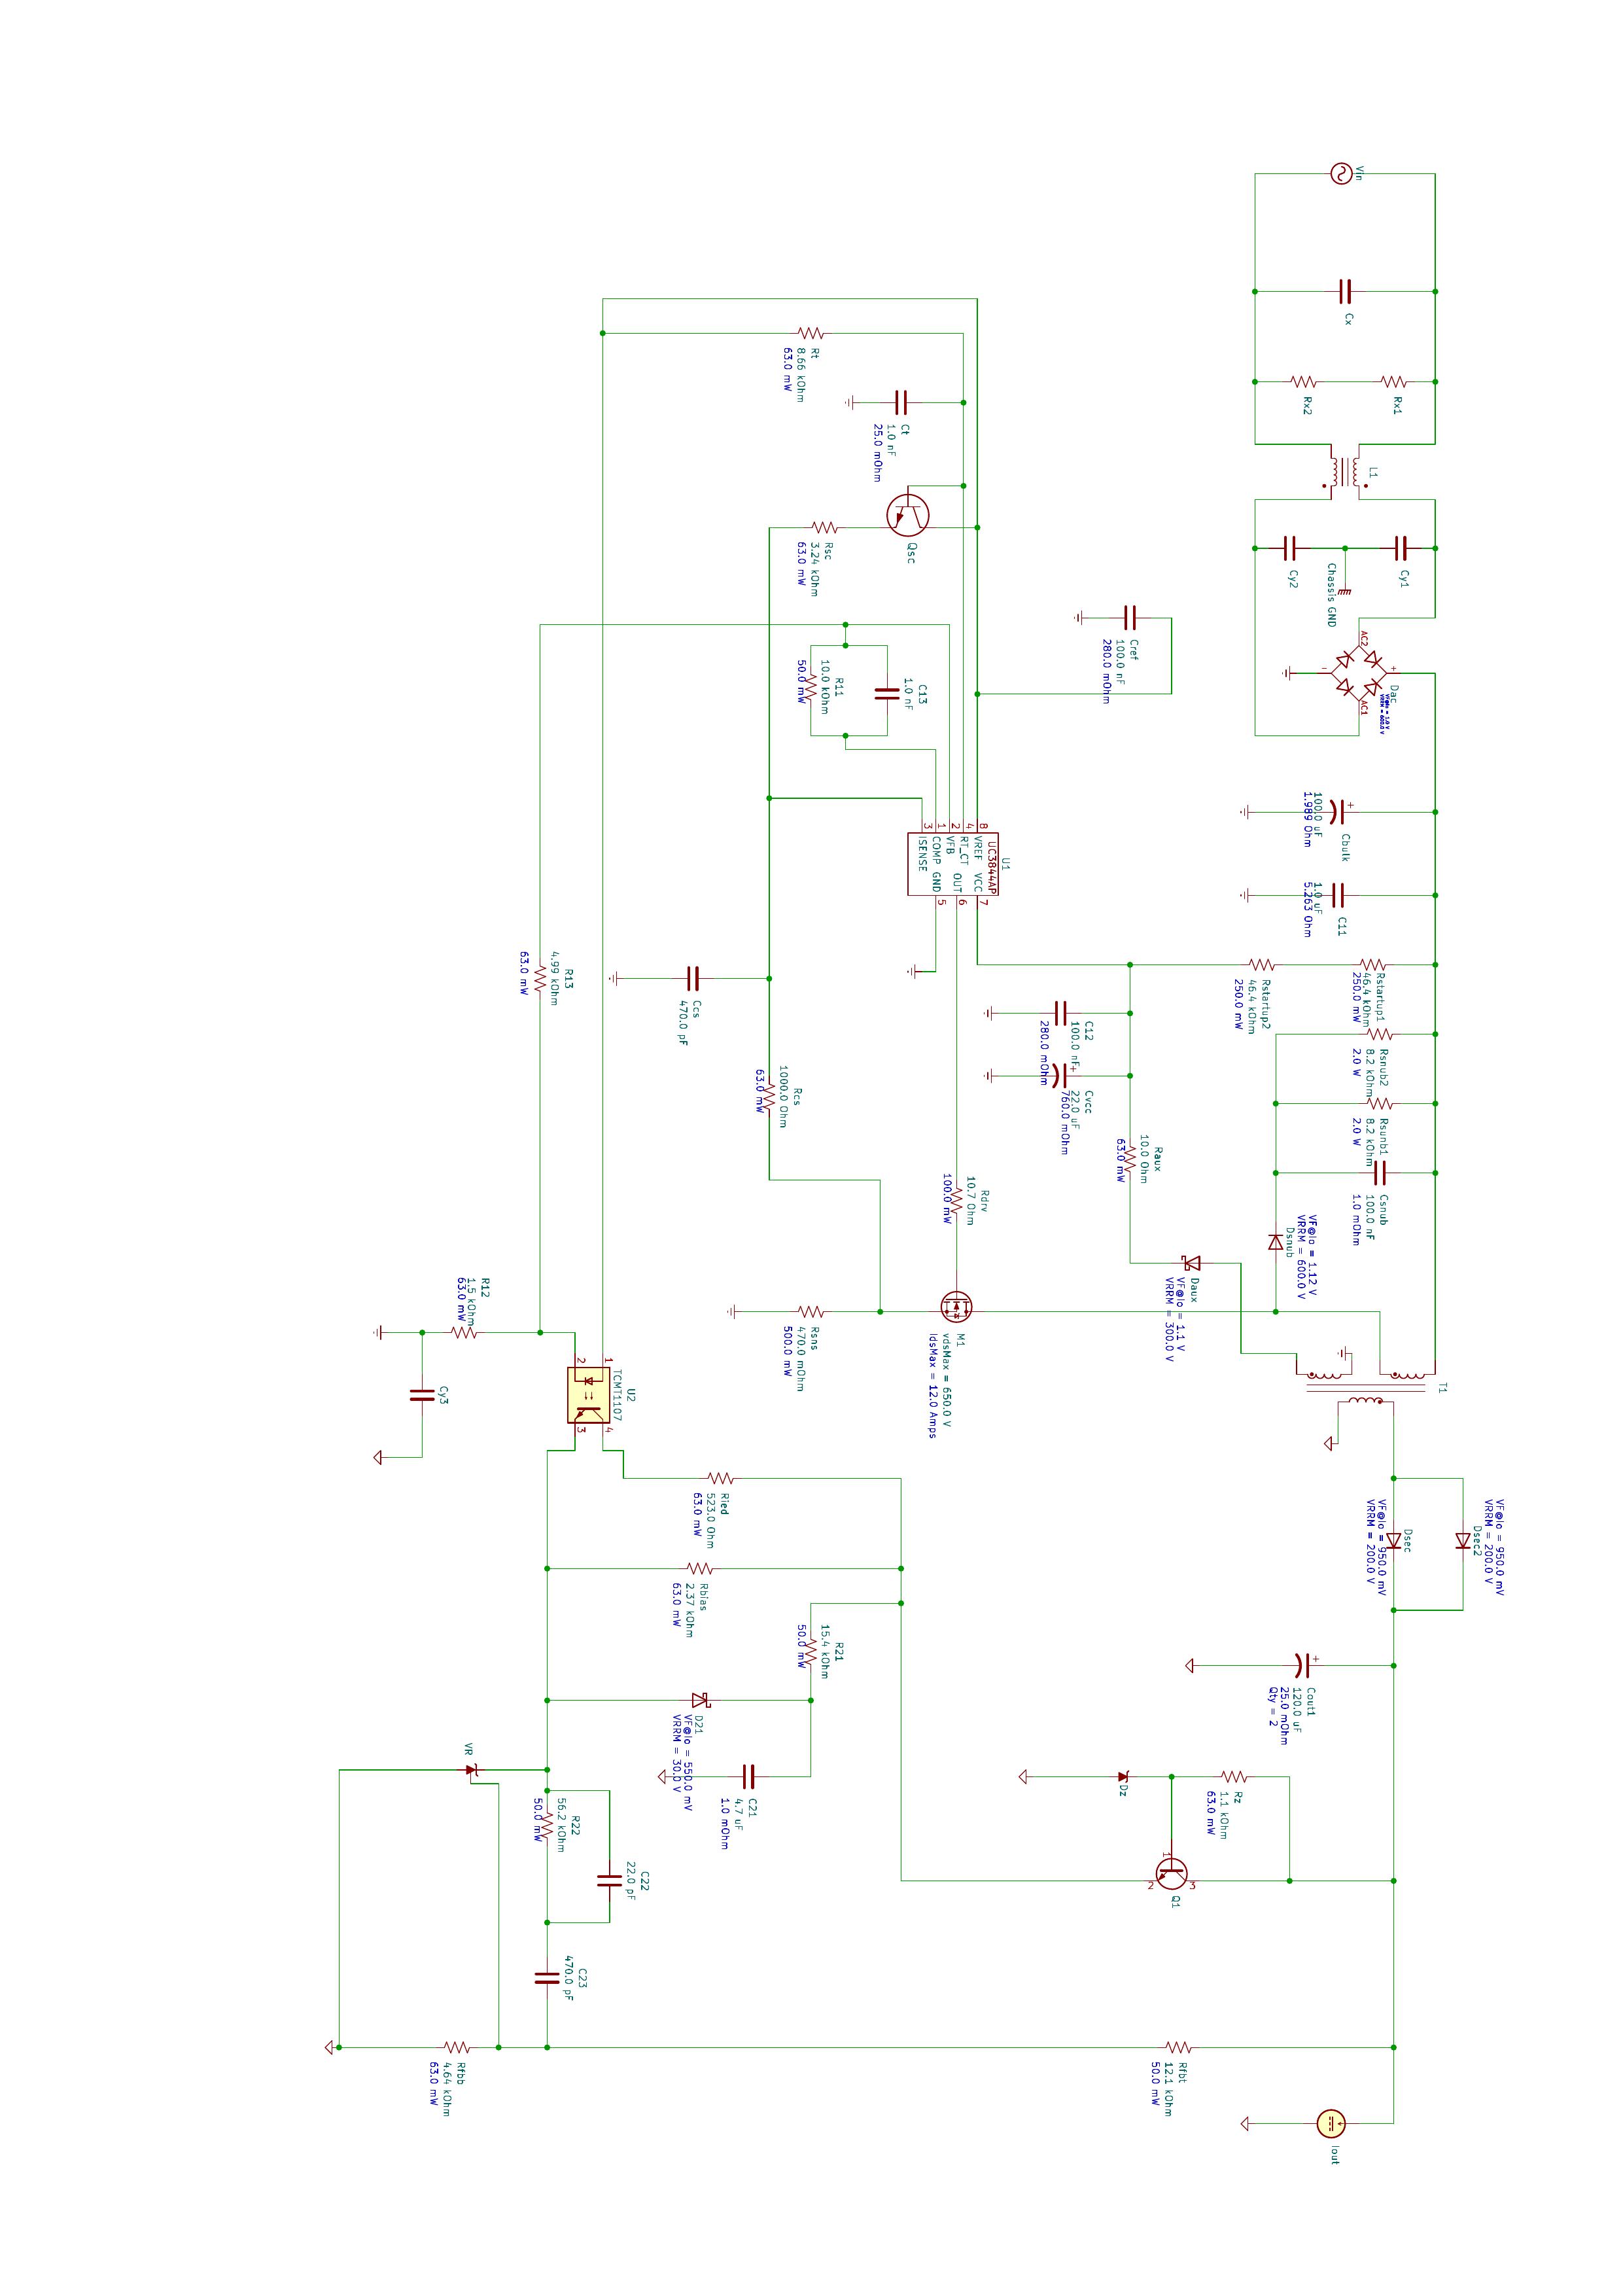 VF@Io = 950.0 mV
VRRM = 200.0 V
Dsec2
T1
Dsec
VF@Io = 950.0 mV
VRRM = 200.0 V
Vin
Cx
Rx1
Rx2
L1
Cy1
Chassis GND
Cy2
Dac
VF@Io = 1.0 V
VRRM = 600.0 V
+
AC2
AC1
-
+
Cbulk
100.0 uF
1.989 Ohm
C11
1.0 uF
5.263 Ohm
Rstartup1
46.4 kOhm
250.0 mW
Rsnub2
8.2 kOhm
2.0 W
Rsunb1
8.2 kOhm
2.0 W
Csnub
100.0 nF
1.0 mOhm
VF@Io = 1.12 V
VRRM = 600.0 V
Dsnub
Rstartup2
46.4 kOhm
250.0 mW
+
Cout1
120.0 uF
25.0 mOhm
Qty = 2
Iout
Rz
1.1 kOhm
63.0 mW
3
1
2
Q1
Rfbt
12.1 kOhm
50.0 mW
Daux
VF@Io = 1.1 V
VRRM = 300.0 V
Raux
10.0 Ohm
63.0 mW
Dz
Cref
100.0 nF
280.0 mOhm
C12
100.0 nF
280.0 mOhm
+
Cvcc
22.0 uF
760.0 mOhm
U1
UC3844AP
8
VREF
VCC
7
4
RT_CT
2
VFB
OUT
6
1
COMP
GND
5
3
ISENSE
Rdrv
10.7 Ohm
100.0 mW
M1
vdsMax = 650.0 V
IdsMax = 12.0 Amps
Ct
1.0 nF
25.0 mOhm
Qsc
C13
1.0 nF
R11
10.0 kOhm
50.0 mW
Rt
8.66 kOhm
63.0 mW
Rsc
3.24 kOhm
63.0 mW
Rcs
1000.0 Ohm
63.0 mW
Rsns
470.0 mOhm
500.0 mW
R21
15.4 kOhm
50.0 mW
C21
4.7 uF
1.0 mOhm
Rled
523.0 Ohm
63.0 mW
Rbias
2.37 kOhm
63.0 mW
D21
VF@Io = 550.0 mV
VRRM = 30.0 V
Ccs
470.0 pF
U2
TCMT1107
1
4
2
3
C22
22.0 pF
R22
56.2 kOhm
50.0 mW
C23
470.0 pF
R13
4.99 kOhm
63.0 mW
R12
1.5 kOhm
63.0 mW
Cy3
VR
Rfbb
4.64 kOhm
63.0 mW